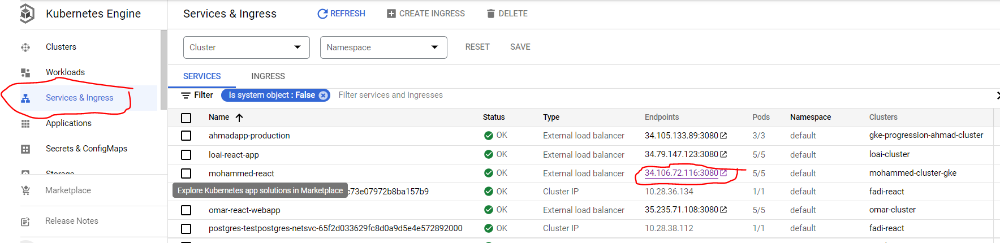 Kubernetes Engine
Services & Ingress
REFRESH
CREATE INGRESS
DELETE
Clusters
Workloads
Services & Ingress
Applications
Secrets & ConfigMaps
Storage
Marketplace
Release Notes
Cluster
Namespace
RESET
SAVE
SERVICES
INGRESS
Filter
Is system object : False
Filter services and ingresses
Name Status Type Endpoints Pods Namespace Clusters
ahmadapp-production OK External load balancer 34.105.133.89:3080 3/3 default gke-progression-ahmad-cluster
loai-react-app OK External load balancer 34.79.147.123:3080 5/5 default loai-cluster
mohammed-react OK External load balancer 34.106.72.116:3080 5/5 default mohammed-cluster-gke
Explore Kubernetes app solutions in Marketplace
c73e07972b8ba157b9 OK Cluster IP 10.28.36.134 1/1 default fadi-react
omar-react-webapp OK External load balancer 35.235.71.108:3080 5/5 default omar-cluster
postgres-testpostgres-netsvc-65f2d033629fc8d0a9d5e4e572892000 OK Cluster IP 10.28.38.112 1/1 default fadi-react